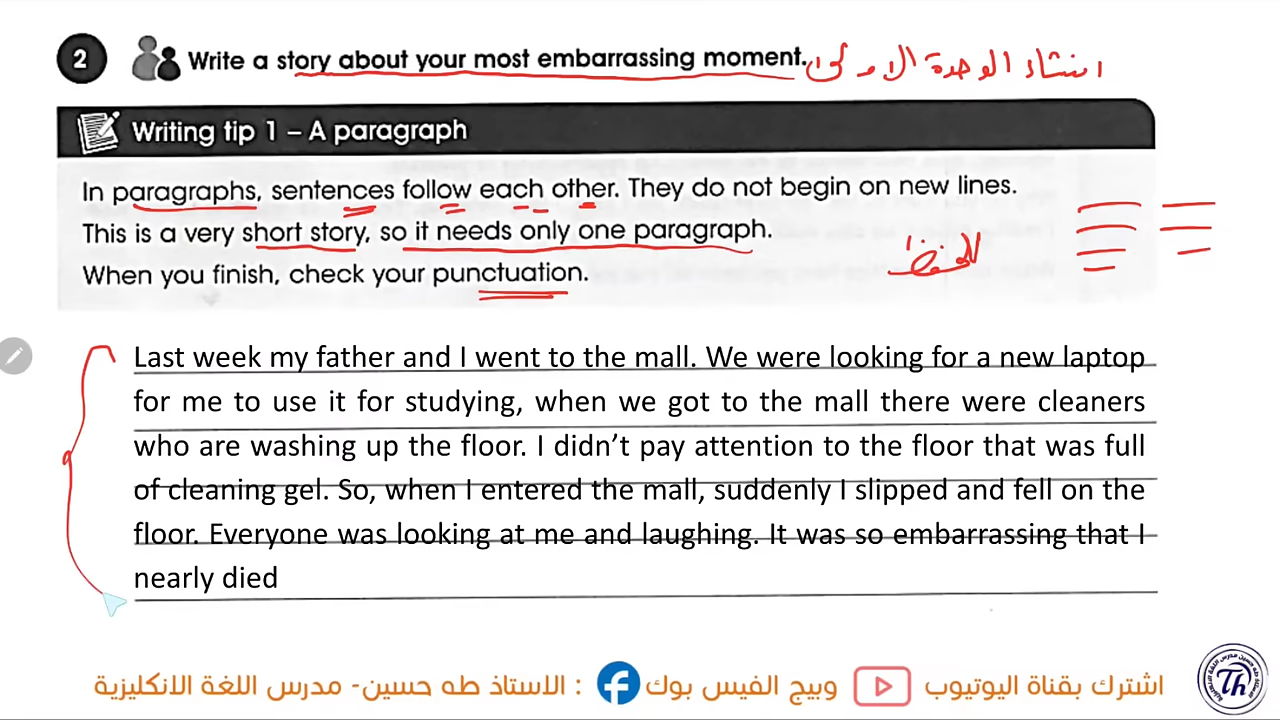 2 Write a story about your most embarrassing moment. انشاء الوحدة الاولى
Writing tip 1 – A paragraph
In paragraphs, sentences follow each other. They do not begin on new lines.
This is a very short story, so it needs only one paragraph.
When you finish, check your punctuation.
Last week my father and I went to the mall. We were looking for a new laptop
for me to use it for studying, when we got to the mall there were cleaners
who are washing up the floor. I didn’t pay attention to the floor that was full
of cleaning gel. So, when I entered the mall, suddenly I slipped and fell on the
floor. Everyone was looking at me and laughing. It was so embarrassing that I
nearly died
اشترك بقناة اليوتيوب وبيج الفيس بوك : الاستاذ طه حسين- مدرس اللغة الانكليزية
Th